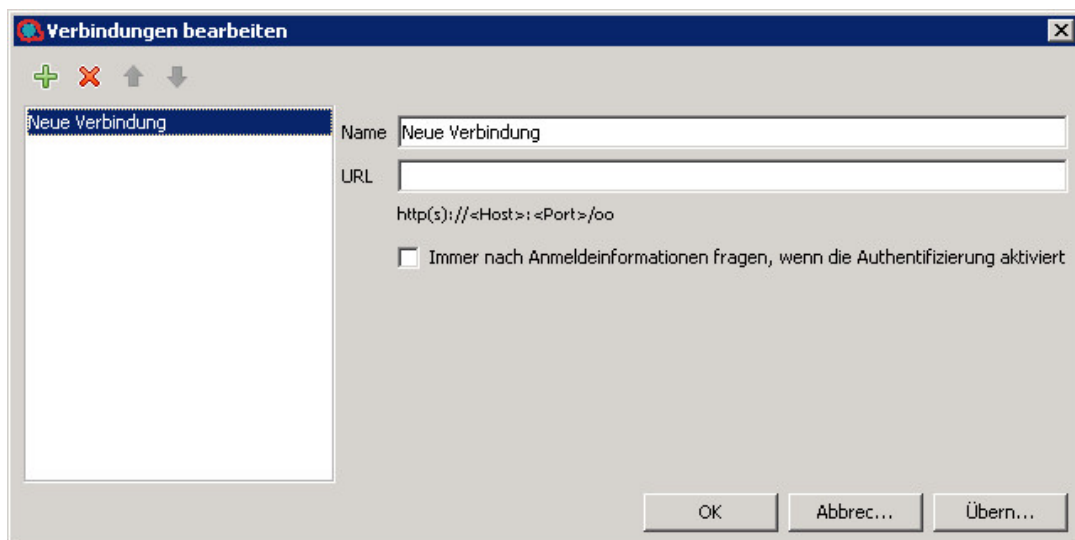 Verbindungen bearbeiten
Neue Verbindung
Name Neue Verbindung
URL
http(s)://<Host>:<Port>/oo
Immer nach Anmeldeinformationen fragen, wenn die Authentifizierung aktiviert
OK Abbrec... Übern...